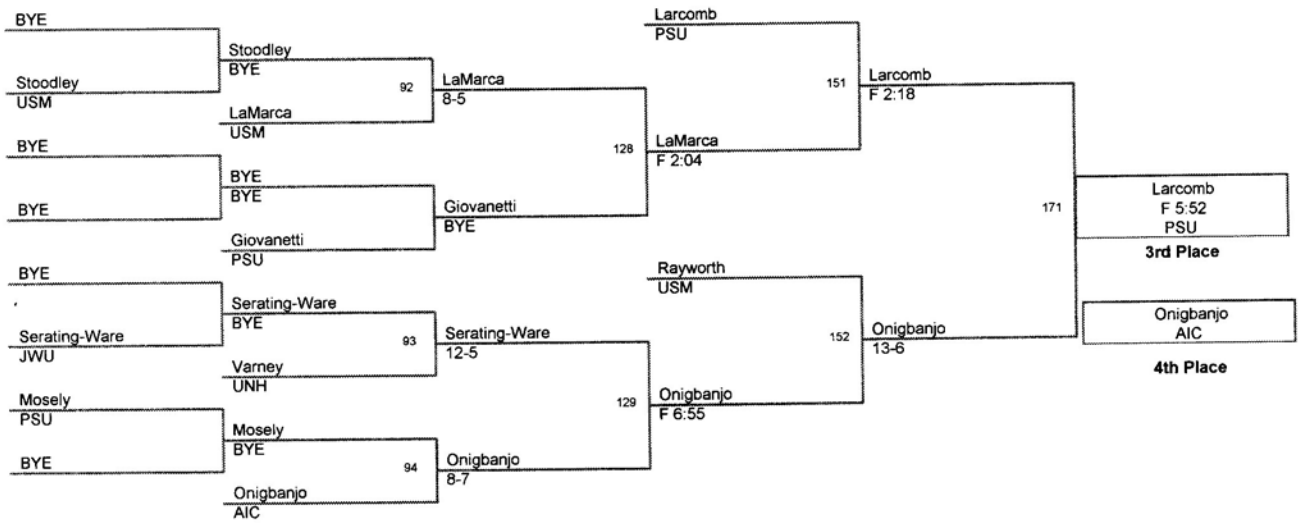 BYE
Stoodley
USM
BYE
BYE
BYE
Serating-Ware
JWU
Mosely
PSU
BYE
Stoodley
BYE
LaMarca
USM
BYE
BYE
Giovanetti
PSU
Serating-Ware
BYE
Varney
UNH
Mosely
BYE
Onigbanjo
AIC
92
93
94
LaMarca
8-5
Giovanetti
BYE
Serating-Ware
12-5
Onigbanjo
8-7
128
129
Larcomb
PSU
LaMarca
F 2:04
Rayworth
USM
Onigbanjo
F 6:55
151
152
Larcomb
F 2:18
Onigbanjo
13-6
171
Larcomb
F 5:52
PSU
3rd Place
Onigbanjo
AIC
4th Place